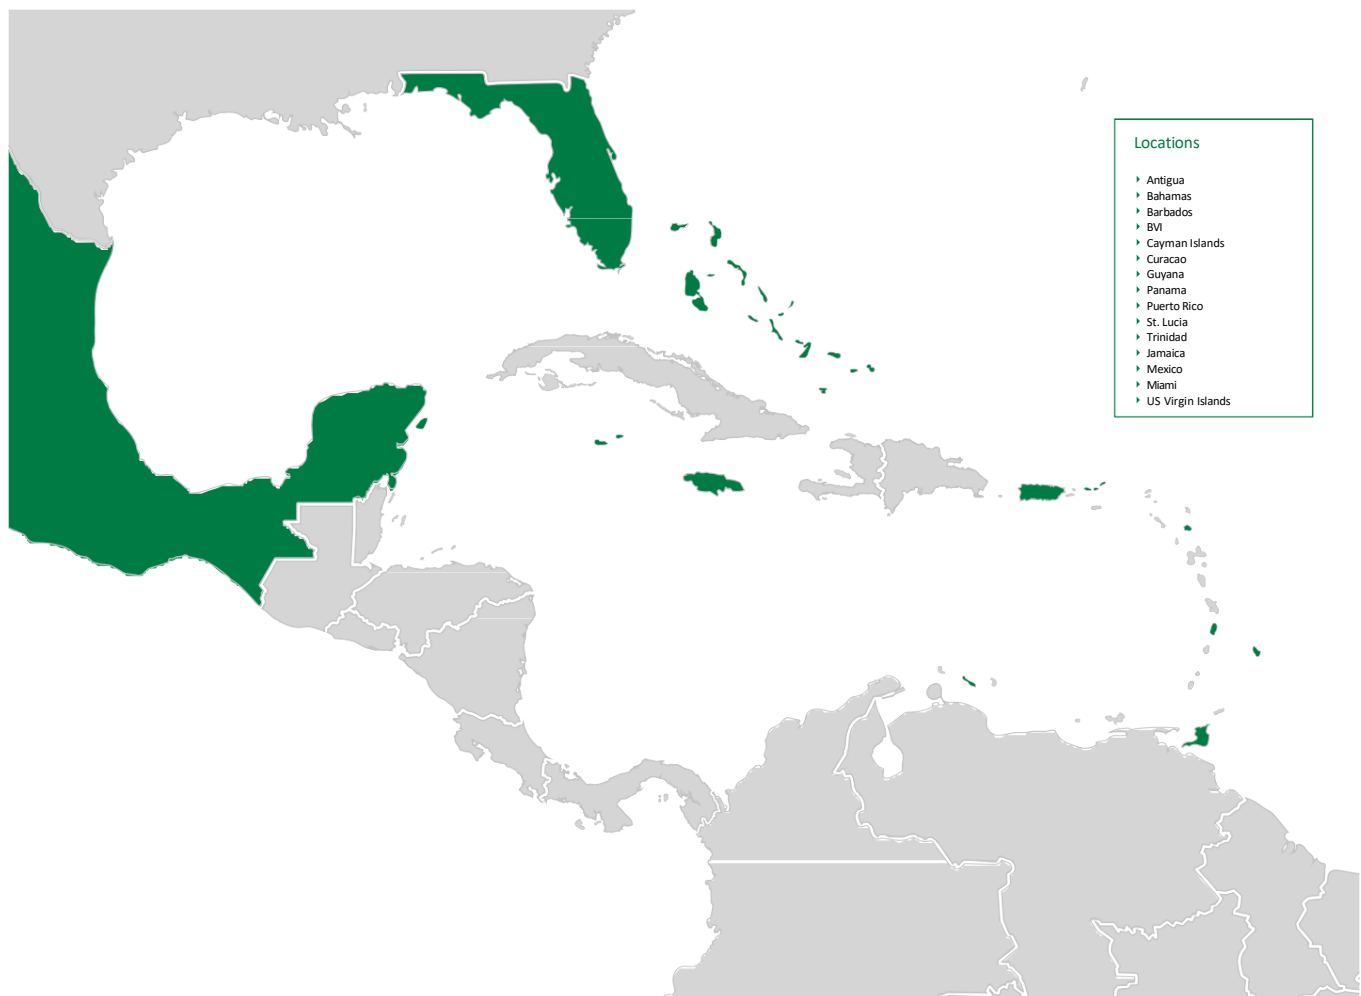 Locations
Antigua
Bahamas
Barbados
BVI
Cayman Islands
Curacao
Guyana
Panama
Puerto Rico
St. Lucia
Trinidad
Jamaica
Mexico
Miami
US Virgin Islands